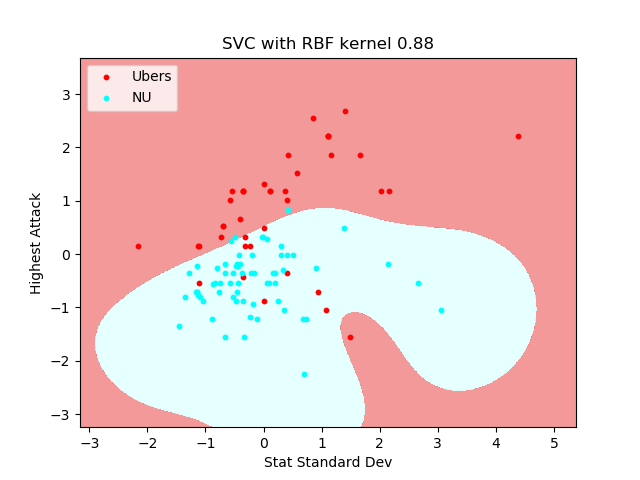 SVC with RBF kernel 0.88
Ubers
NU
Highest Attack
3
2
1
0
−1
−2
−3
−3 −2 −1 0 1 2 3 4 5
Stat Standard Dev